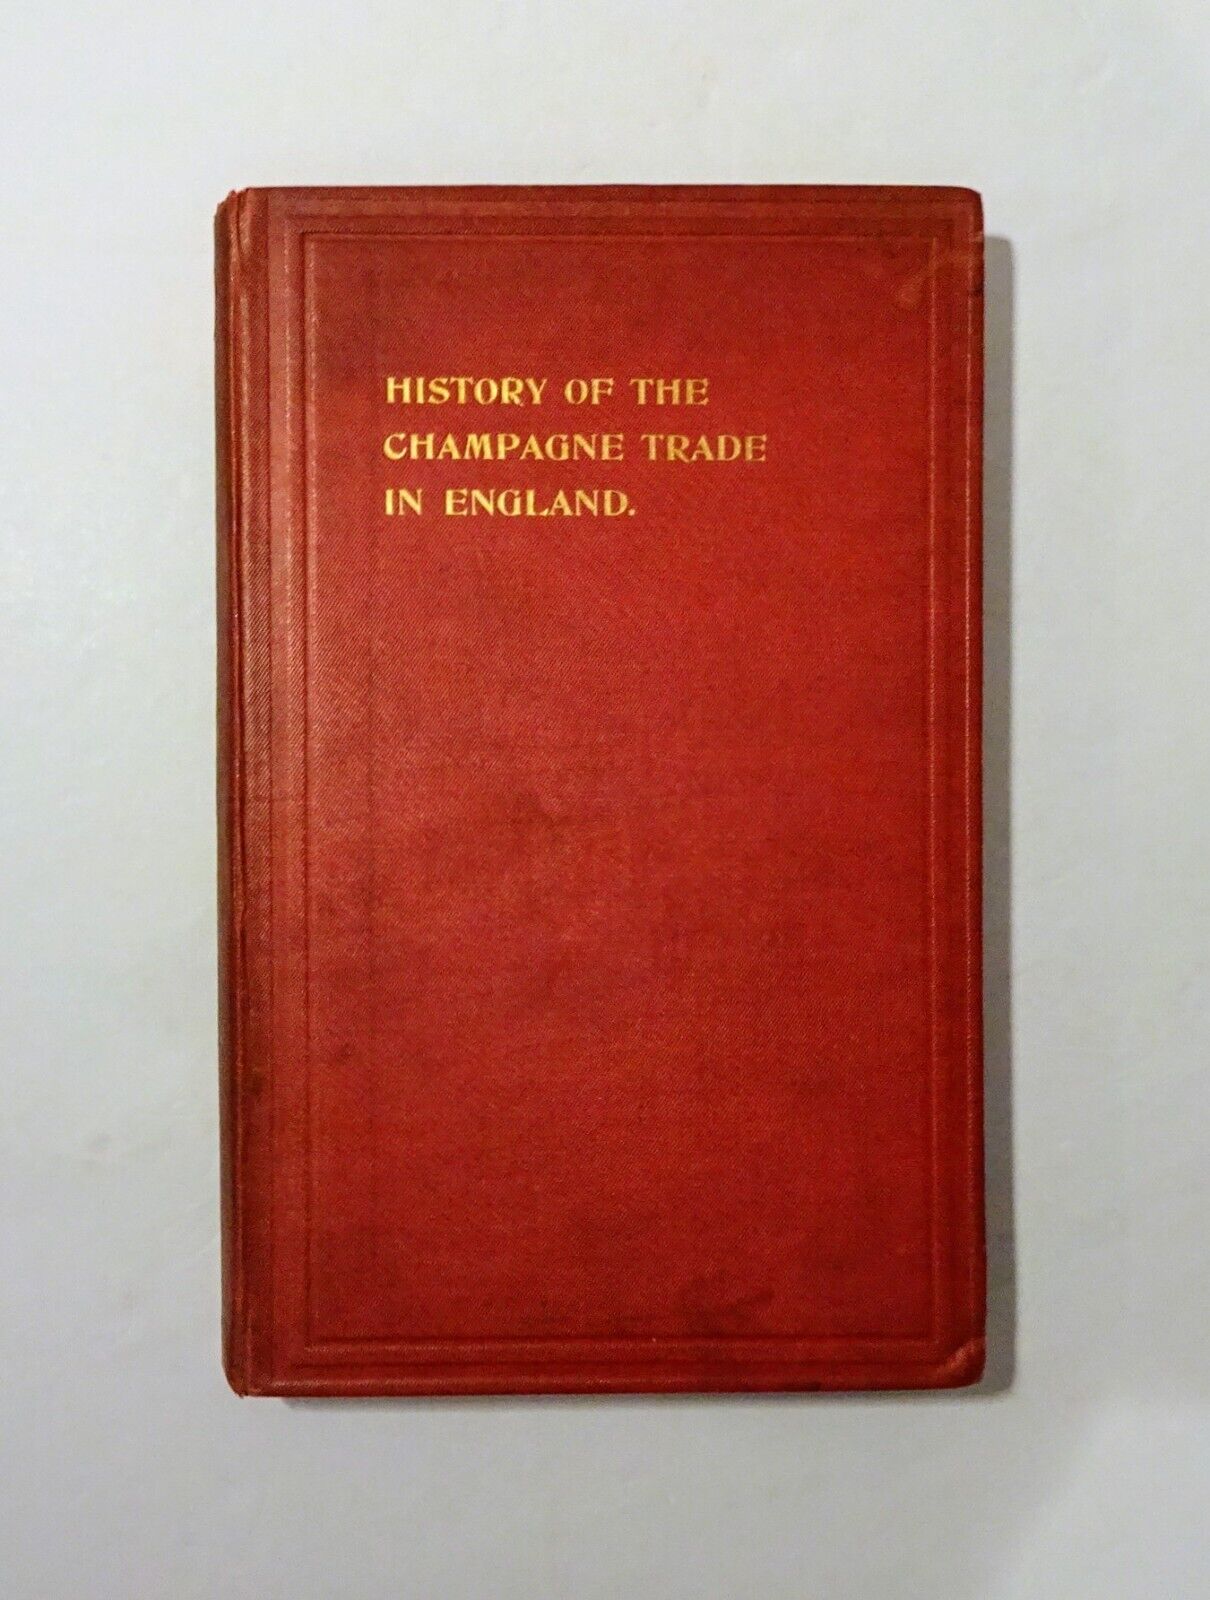 HISTORY OF THE
CHAMPAGNE TRADE
IN ENGLAND.